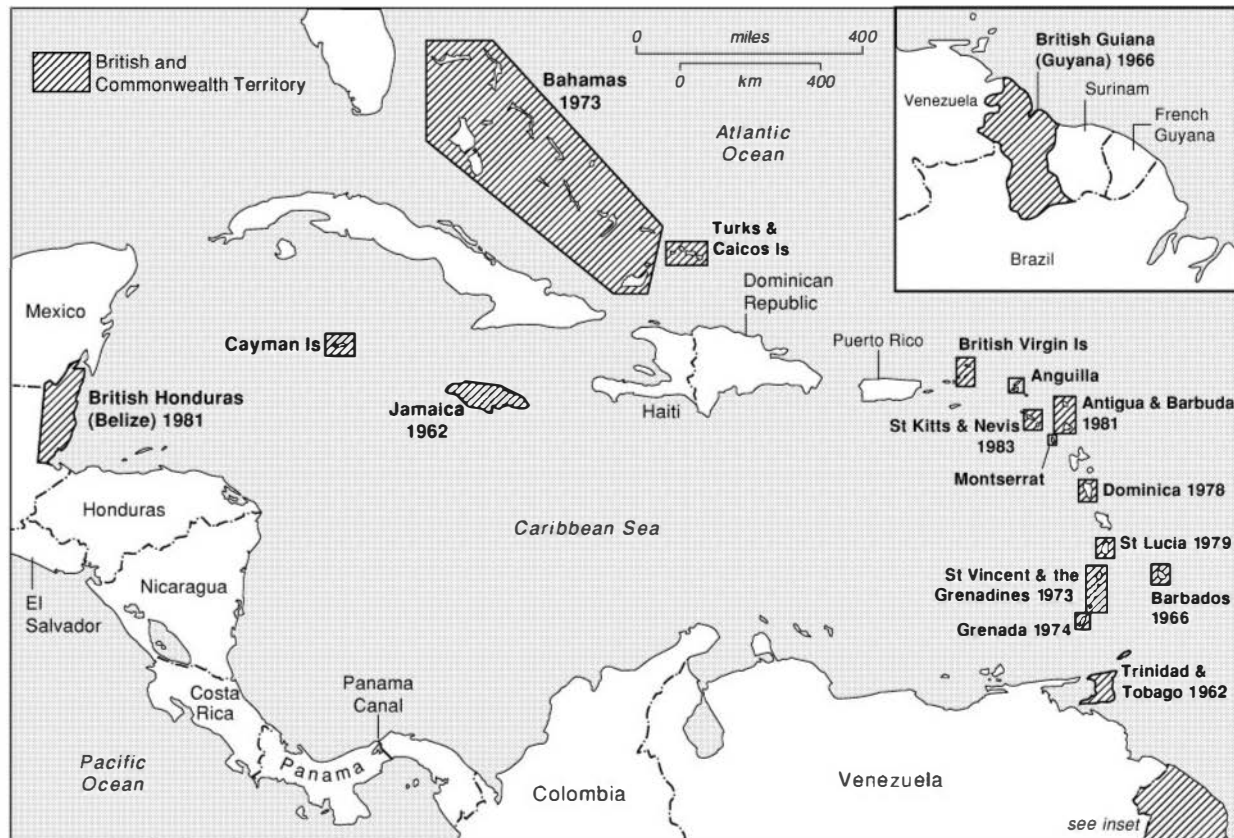 British and
Commonwealth Territory
0 miles 400
0 km 400
Bahamas
1973
Atlantic
Ocean
British Guiana
(Guyana) 1966
Venezuela
Surinam
French
Guyana
Brazil
Turks &
Caicos Is
Dominican
Republic
Mexico
Cayman Is
Puerto Rico
British Virgin Is
Anguilla
British Honduras
(Belize) 1981
Jamaica
1962
Haiti
Antigua & Barbuda
1981
St Kitts & Nevis
1983
Montserrat
Dominica 1978
Honduras
Caribbean Sea
St Lucia 1979
Nicaragua
St Vincent & the
Grenadines 1973
Barbados
1966
El
Salvador
Grenada 1974
Costa
Rica
Panama
Canal
Trinidad &
Tobago 1962
Pacific
Ocean
Panama
Colombia
Venezuela
see inset